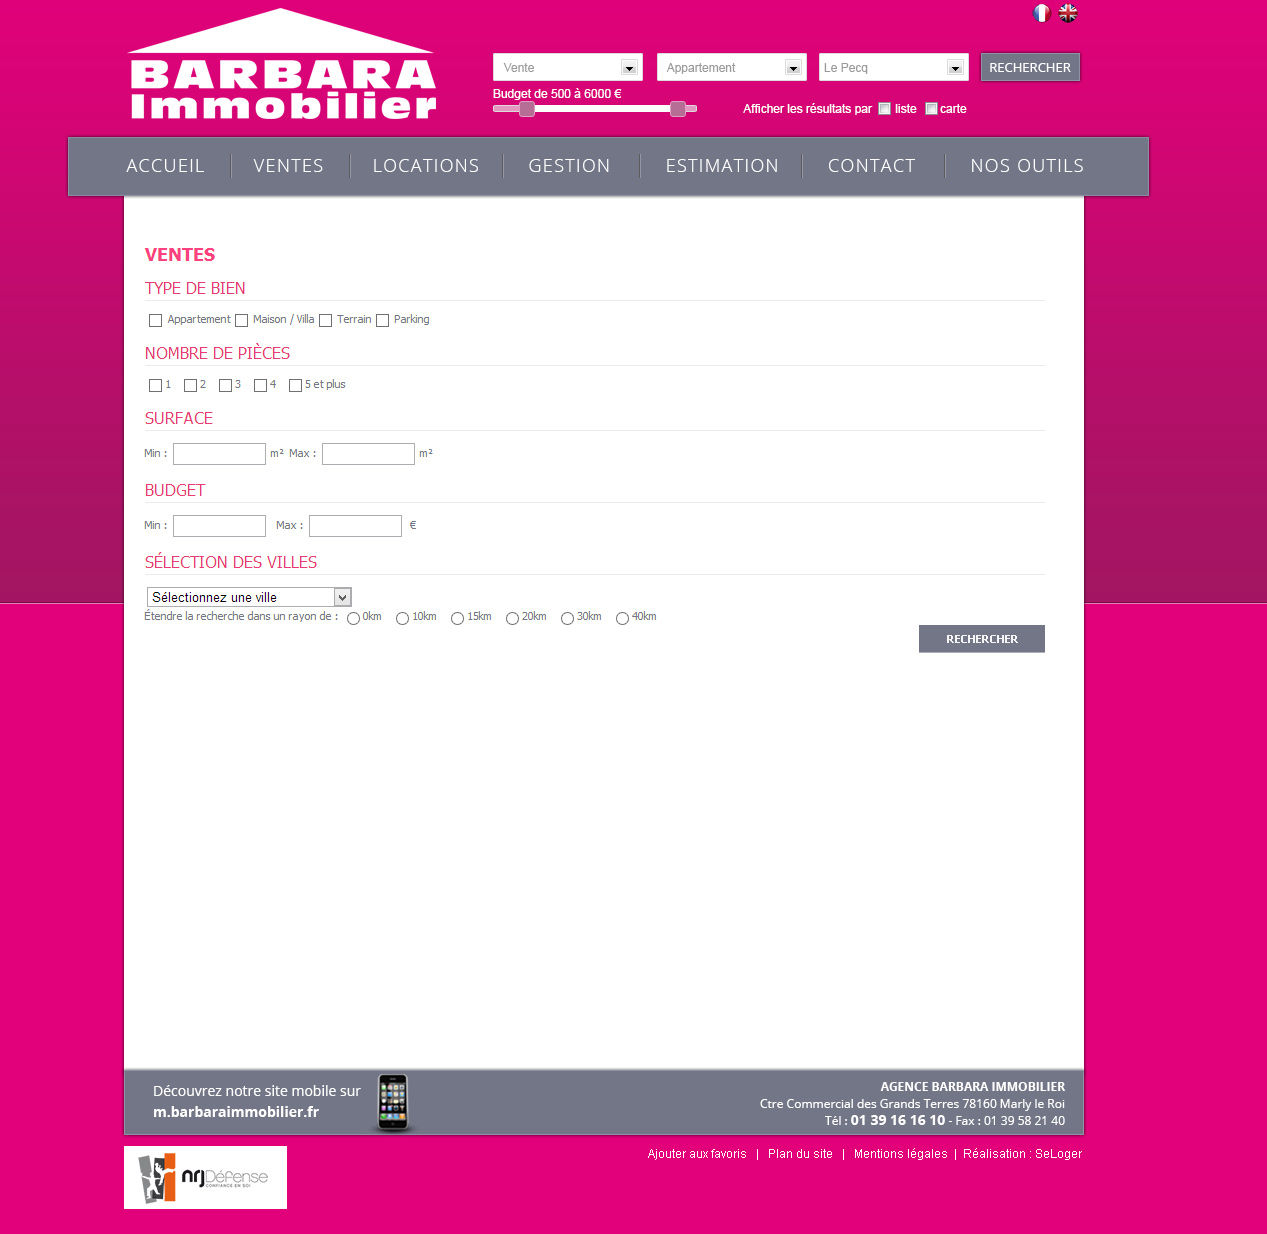 BARBARA
Immobilier
Vente
Appartement
Le Pecq
RECHERCHER
Budget de 500 à 6000 €
Afficher les résultats par liste carte
ACCUEIL VENTES LOCATIONS GESTION ESTIMATION CONTACT NOS OUTILS
VENTES
TYPE DE BIEN
Appartement Maison / Villa Terrain Parking
NOMBRE DE PIÈCES
1 2 3 4 5 et plus
SURFACE
Min : m² Max : m²
BUDGET
Min : Max : €
SÉLECTION DES VILLES
Sélectionnez une ville
Étendre la recherche dans un rayon de : 0km 10km 15km 20km 30km 40km
RECHERCHER
Découvrez notre site mobile sur
m.barbaraimmobilier.fr
AGENCE BARBARA IMMOBILIER
Ctre Commercial des Grands Terres 78160 Marly le Roi
Tél : 01 39 16 16 10 - Fax : 01 39 58 21 40
Ajouter aux favoris | Plan du site | Mentions légales | Réalisation : SeLoger
nrjDéfense
CONFIANCE EN SOI